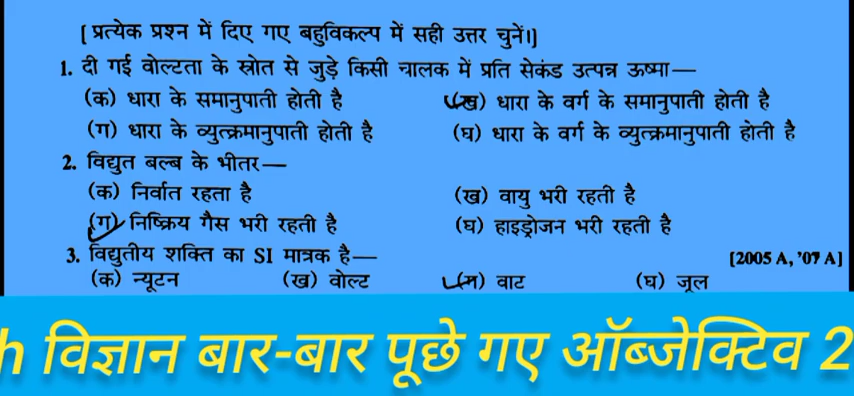 [ प्रत्येक प्रश्न में दिए गए बहुविकल्प में सही उत्तर चुनें।]
1. दी गई वोल्टता के स्रोत से जुड़े किसी चालक में प्रति सेकंड उत्पन्न ऊष्मा—
(क) धारा के समानुपाती होती है (ख) धारा के वर्ग के समानुपाती होती है
(ग) धारा के व्युत्क्रमानुपाती होती है (घ) धारा के वर्ग के व्युत्क्रमानुपाती होती है
2. विद्युत बल्ब के भीतर—
(क) निर्वात रहता है (ख) वायु भरी रहती है
(ग) निष्क्रिय गैस भरी रहती है (घ) हाइड्रोजन भरी रहती है
3. विद्युतीय शक्ति का SI मात्रक है— [2005 A, '07 A]
(क) न्यूटन (ख) वोल्ट (ग) वाट (घ) जूल
h विज्ञान बार-बार पूछे गए ऑब्जेक्टिव 2